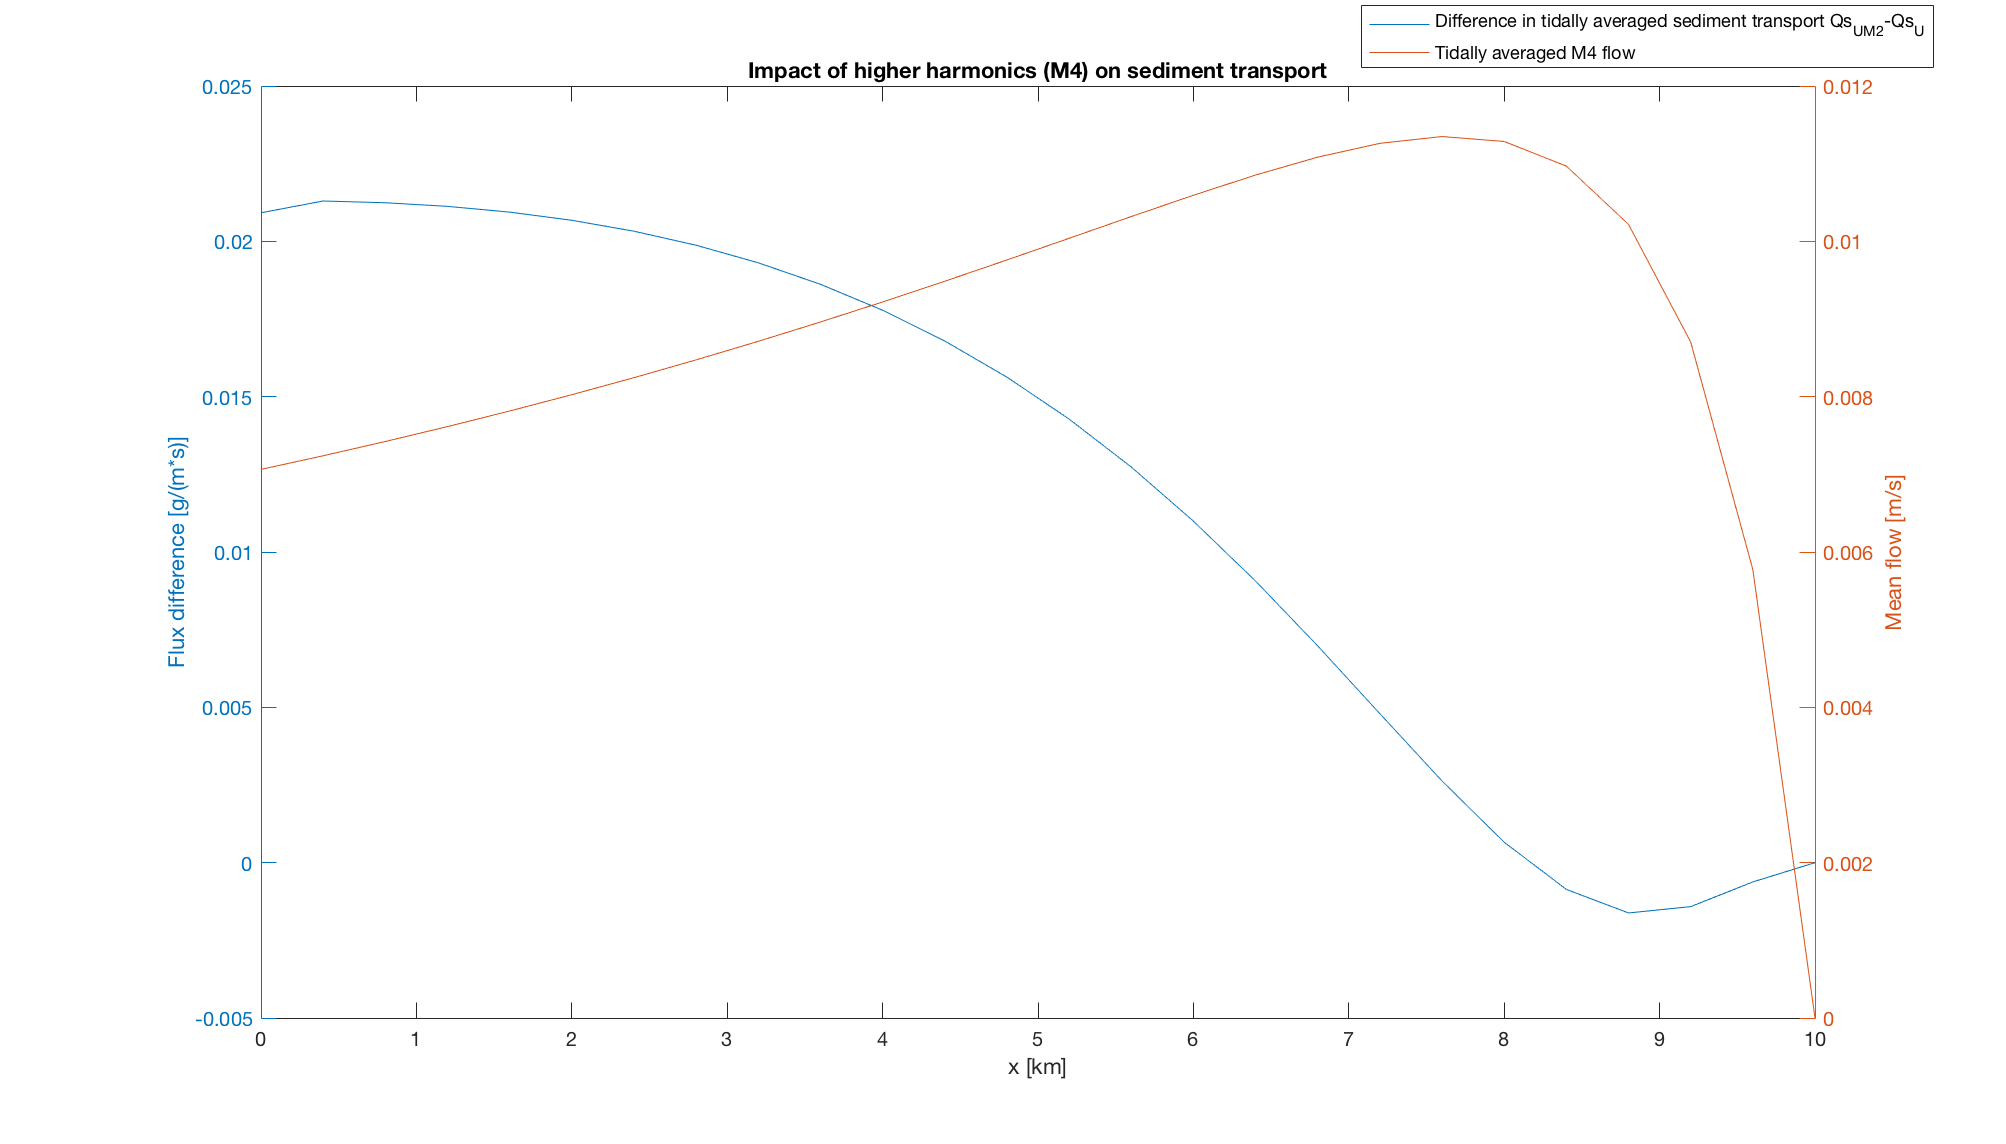 Difference in tidally averaged sediment transport Qs_UM2-Qs_U
Tidally averaged M4 flow
Impact of higher harmonics (M4) on sediment transport
0.025
0.02
0.015
0.01
0.005
0
-0.005
Flux difference [g/(m*s)]
0.012
0.01
0.008
0.006
0.004
0.002
0
Mean flow [m/s]
0 1 2 3 4 5 6 7 8 9 10
x [km]